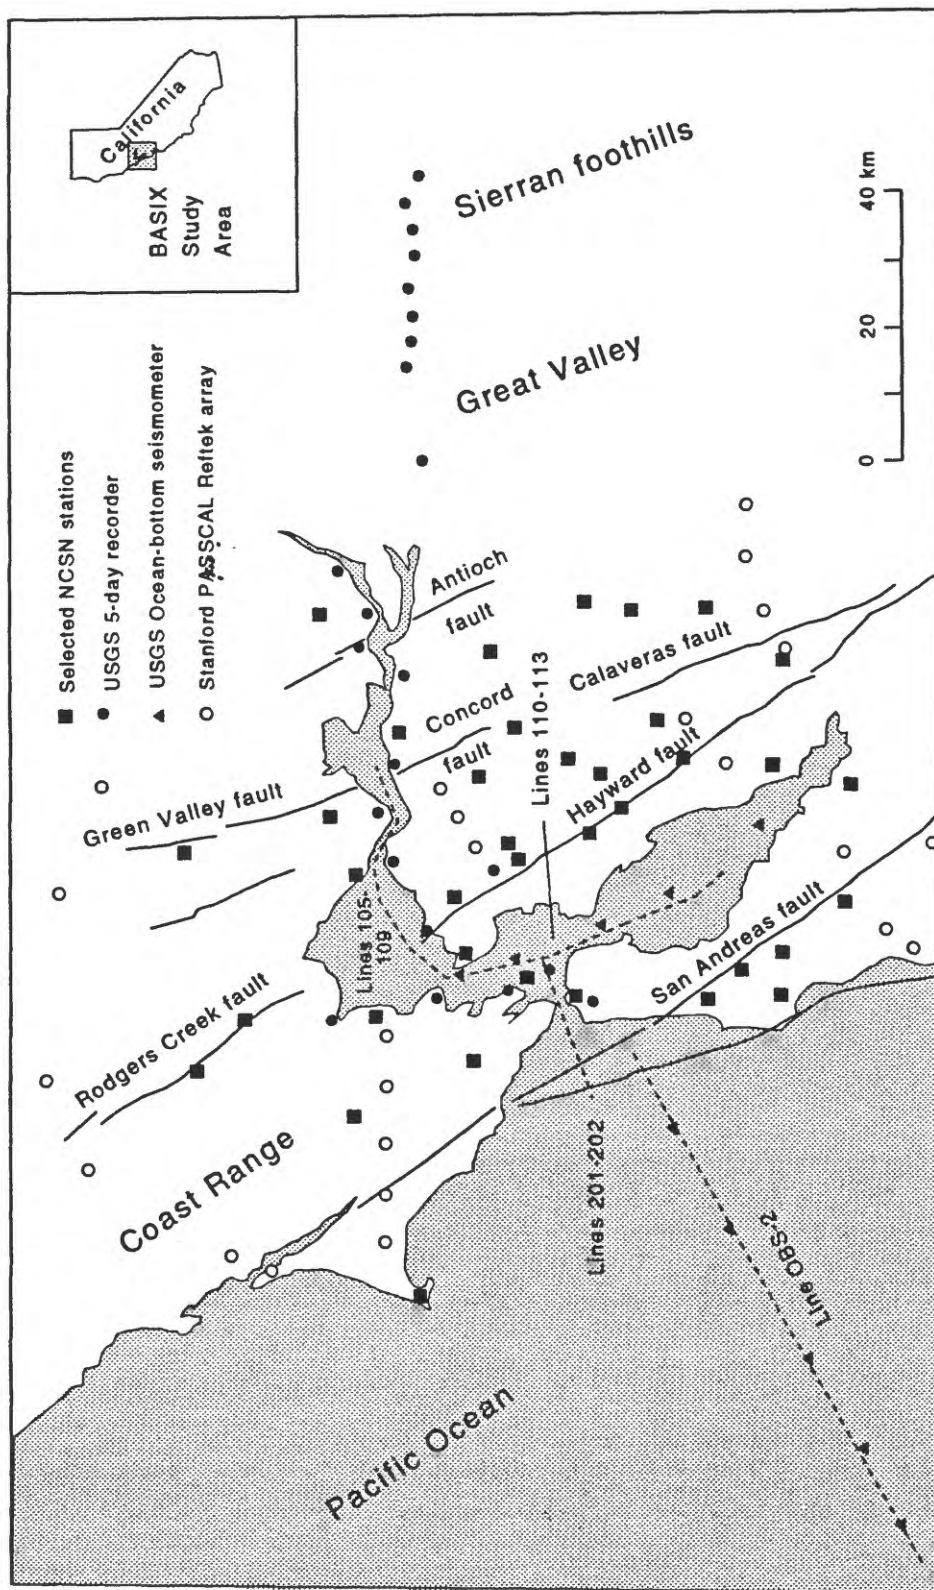 California
BASIX
Study
Area
Selected NCSN stations
USGS 5-day recorder
USGS Ocean-bottom seismometer
Stanford PASSCAL Reftek array
Sierran foothills
Great Valley
40 km
20
0
Antioch
fault
Concord
fault
Calaveras fault
Lines 110-113
Hayward fault
Green Valley fault
Lines 105-
109
San Andreas fault
Rodgers Creek fault
Coast Range
Lines 201-202
Line OBS-2
Pacific Ocean